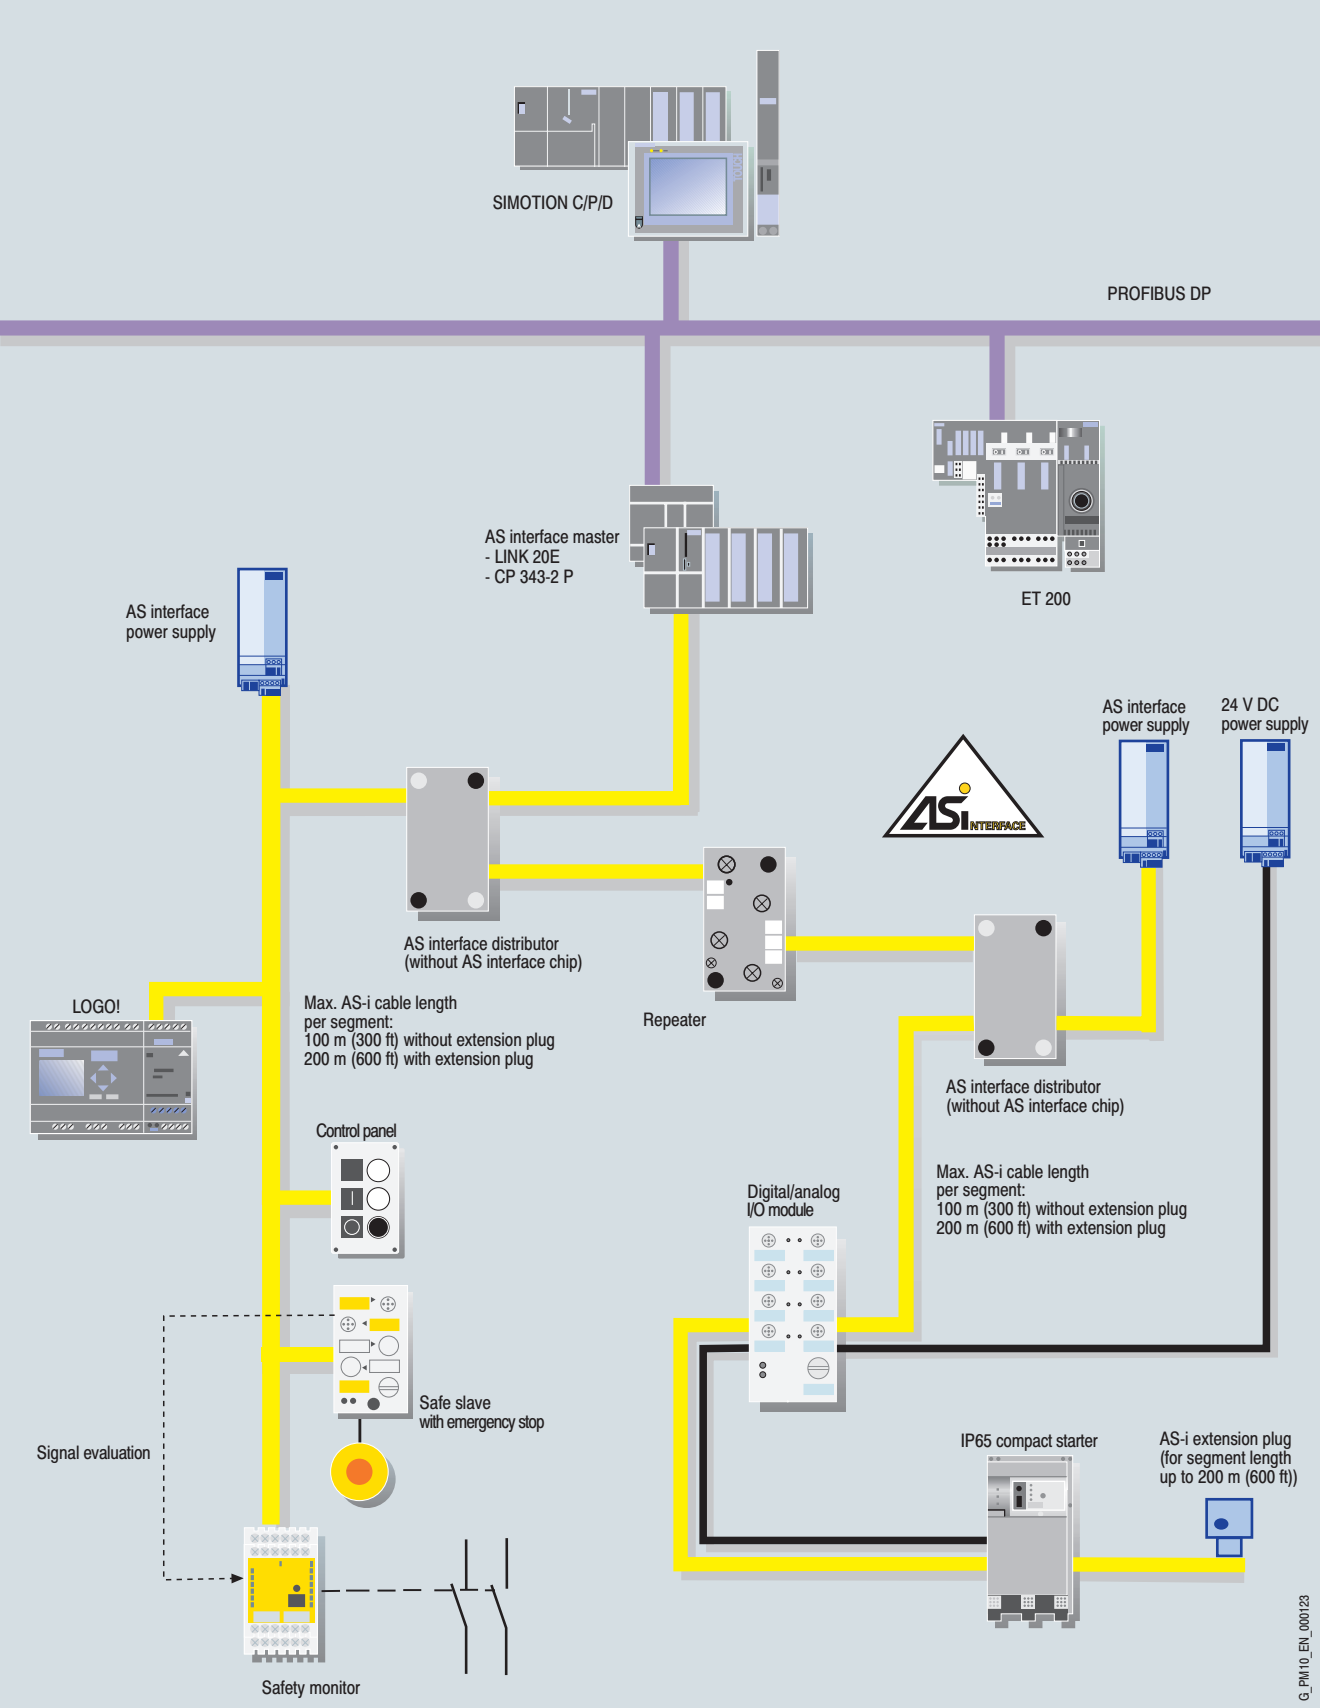 SIMOTION C/P/D
PROFIBUS DP
AS interface master
- LINK 20E
- CP 343-2 P
ET 200
AS interface
power supply
AS interface
power supply
24 V DC
power supply
ASi
INTERFACE
AS interface distributor
(without AS interface chip)
LOGO!
Max. AS-i cable length
per segment:
100 m (300 ft) without extension plug
200 m (600 ft) with extension plug
Repeater
AS interface distributor
(without AS interface chip)
Control panel
Max. AS-i cable length
per segment:
100 m (300 ft) without extension plug
200 m (600 ft) with extension plug
Digital/analog
I/O module
Safe slave
with emergency stop
Signal evaluation
IP65 compact starter
AS-i extension plug
(for segment length
up to 200 m (600 ft))
Safety monitor
G_PM10_EN_000123